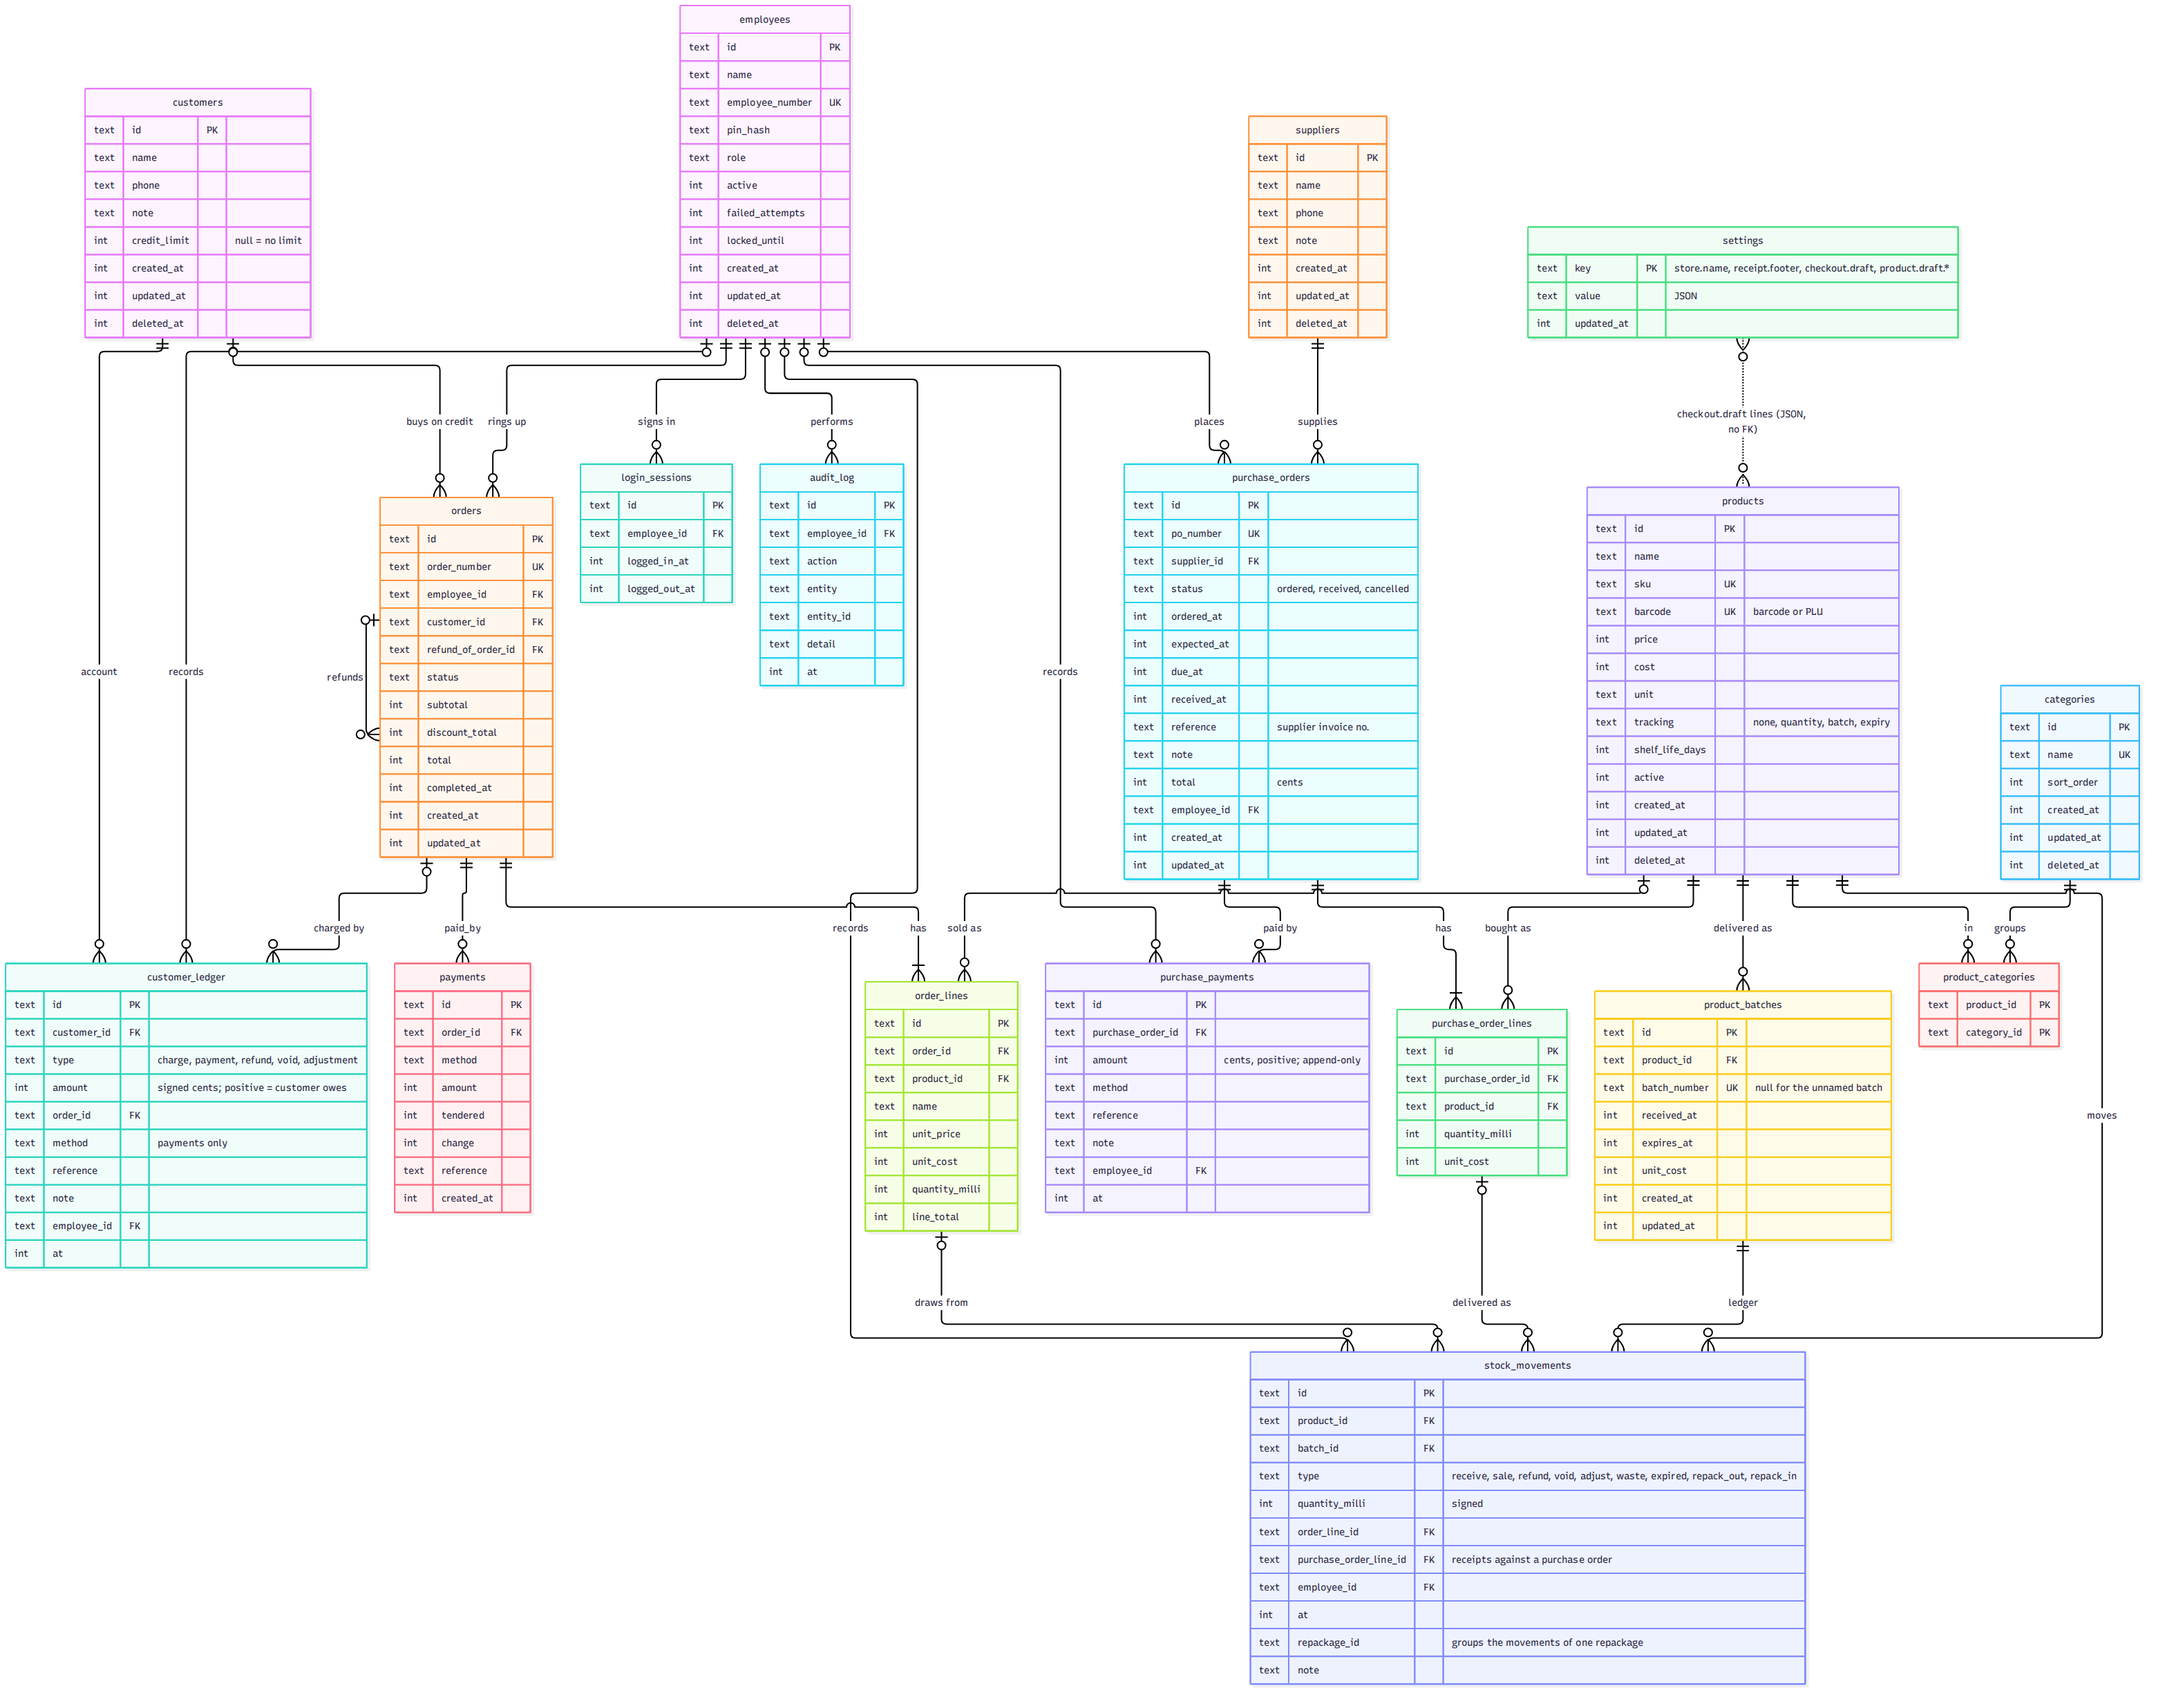 employees
text id PK
text name
text employee_number UK
text pin_hash
text role
int active
int failed_attempts
int locked_until
int created_at
int updated_at
int deleted_at
customers
text id PK
text name
text phone
text note
int credit_limit null = no limit
int created_at
int updated_at
int deleted_at
suppliers
text id PK
text name
text phone
text note
int created_at
int updated_at
int deleted_at
settings
text key PK store.name, receipt.footer, checkout.draft, product.draft.*
text value JSON
int updated_at
buys on credit
rings up
signs in
performs
places
supplies
checkout.draft lines (JSON,
no FK)
orders
text id PK
text order_number UK
text employee_id FK
text customer_id FK
text refund_of_order_id FK
text status
int subtotal
int discount_total
int total
int completed_at
int created_at
int updated_at
login_sessions
text id PK
text employee_id FK
int logged_in_at
int logged_out_at
audit_log
text id PK
text employee_id FK
text action
text entity
text entity_id
text detail
int at
purchase_orders
text id PK
text po_number UK
text supplier_id FK
text status ordered, received, cancelled
int ordered_at
int expected_at
int due_at
int received_at
text reference supplier invoice no.
text note
int total cents
text employee_id FK
int created_at
int updated_at
products
text id PK
text name
text sku UK
text barcode UK barcode or PLU
int price
int cost
text unit
text tracking none, quantity, batch, expiry
int shelf_life_days
int active
int created_at
int updated_at
int deleted_at
categories
text id PK
text name UK
int sort_order
int created_at
int updated_at
int deleted_at
account
records
refunds
records
charged by
paid_by
records
has
sold as
paid by
has
bought as
delivered as
in
groups
customer_ledger
text id PK
text customer_id FK
text type charge, payment, refund, void, adjustment
int amount signed cents; positive = customer owes
text order_id FK
text method payments only
text reference
text note
text employee_id FK
int at
payments
text id PK
text order_id FK
text method
int amount
int tendered
int change
text reference
int created_at
order_lines
text id PK
text order_id FK
text product_id FK
text name
int unit_price
int unit_cost
int quantity_milli
int line_total
purchase_payments
text id PK
text purchase_order_id FK
int amount cents, positive; append-only
text method
text reference
text note
text employee_id FK
int at
purchase_order_lines
text id PK
text purchase_order_id FK
text product_id FK
int quantity_milli
int unit_cost
product_batches
text id PK
text product_id FK
text batch_number UK null for the unnamed batch
int received_at
int expires_at
int unit_cost
int created_at
int updated_at
product_categories
text product_id PK
text category_id PK
moves
draws from
delivered as
ledger
stock_movements
text id PK
text product_id FK
text batch_id FK
text type receive, sale, refund, void, adjust, waste, expired, repack_out, repack_in
int quantity_milli signed
text order_line_id FK
text purchase_order_line_id FK receipts against a purchase order
text employee_id FK
int at
text repackage_id groups the movements of one repackage
text note